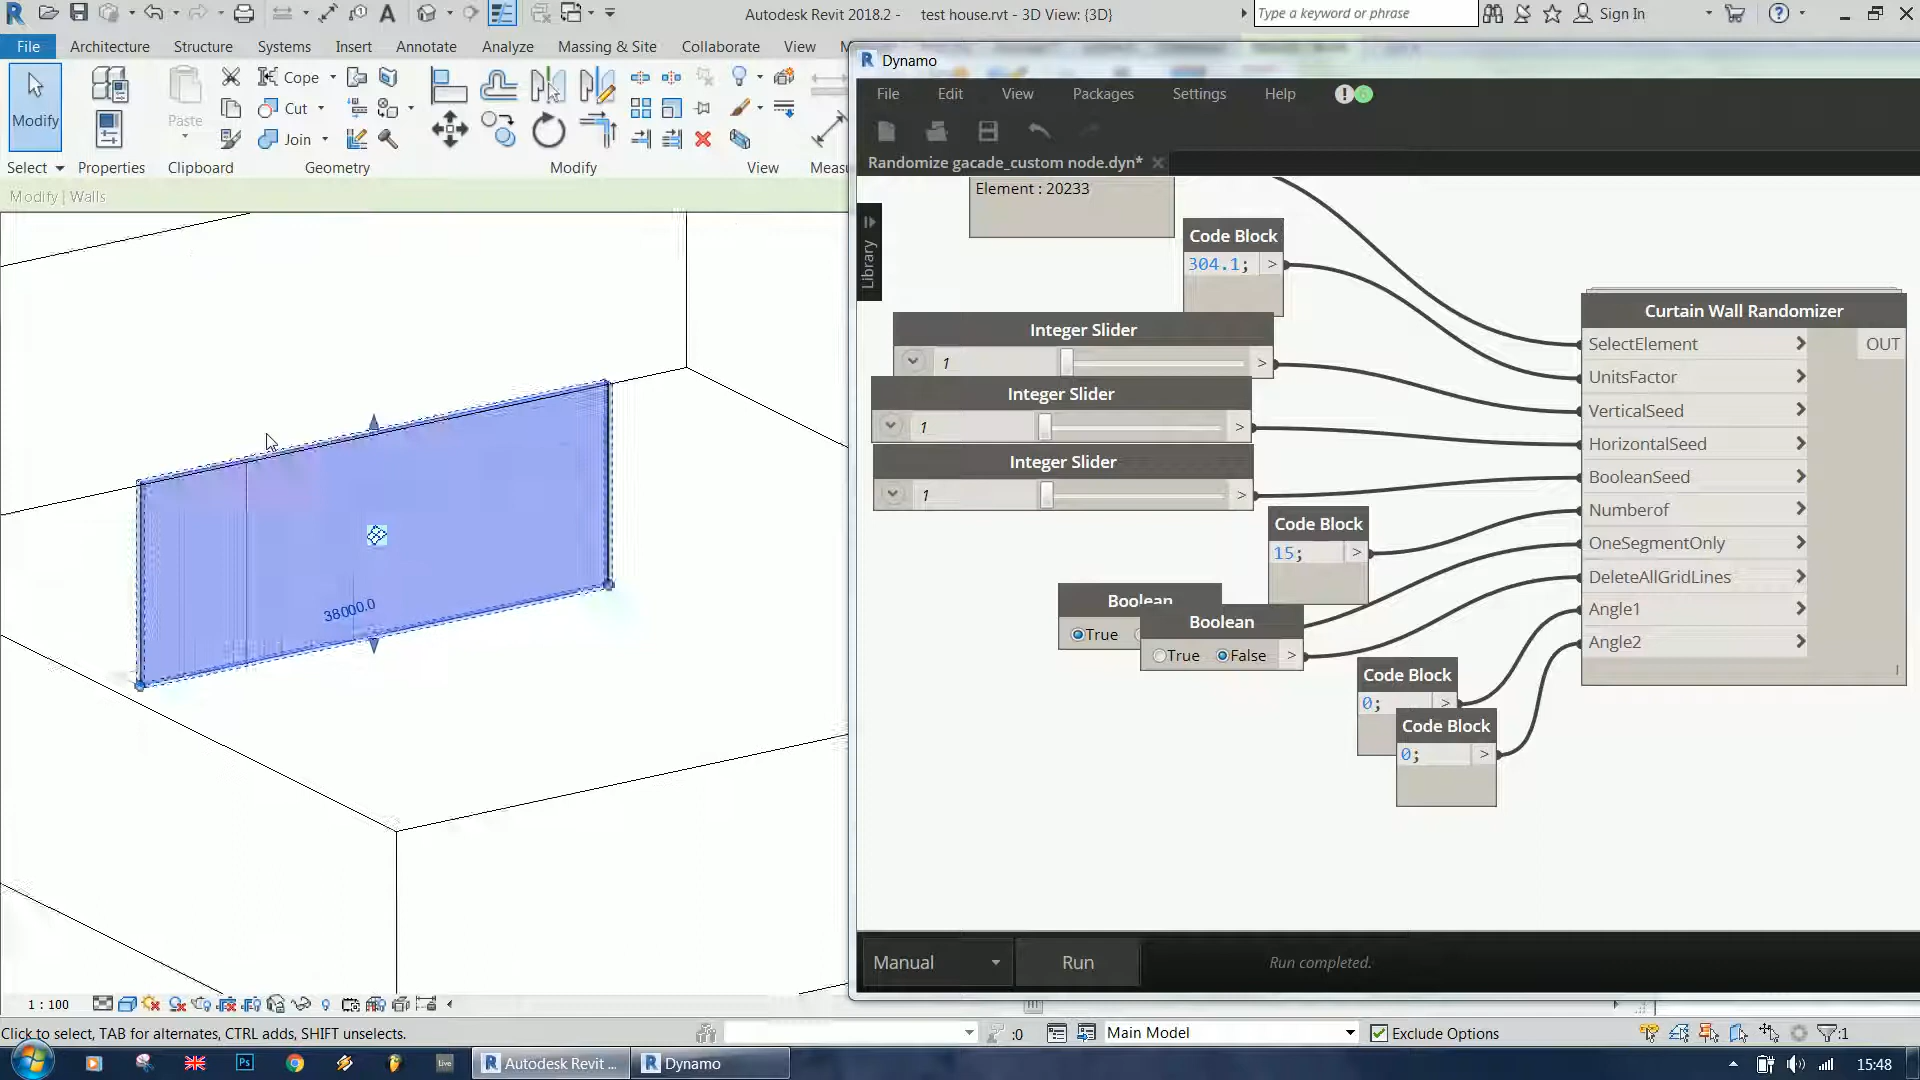 Autodesk Revit 2018.2 -    test house.rvt - 3D View: {3D}
Type a keyword or phrase
Sign In
File Architecture Structure Systems Insert Annotate Analyze Massing & Site Collaborate View
Modify
Paste
Cope
Cut
Join
Select Properties Clipboard Geometry Modify View
Modify | Walls
38000.0
1 : 100
Click to select, TAB for alternates, CTRL adds, SHIFT unselects.
:0
Main Model
Exclude Options
:1
Dynamo
File Edit View Packages Settings Help
Randomize gacade_custom node.dyn*
Library
Element : 20233
Code Block
304.1; >
Integer Slider
1 >
Integer Slider
1 >
Integer Slider
1 >
Code Block
15; >
Boolean
True
Boolean
True False >
Code Block
0; >
Code Block
0; >
Curtain Wall Randomizer
SelectElement OUT
UnitsFactor
VerticalSeed
HorizontalSeed
BooleanSeed
Numberof
OneSegmentOnly
DeleteAllGridLines
Angle1
Angle2
Manual Run Run completed.
Ps
live
Autodesk Revit ...
Dynamo
15:48